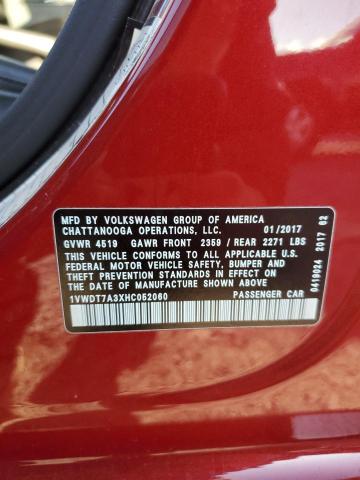 MFD BY VOLKSWAGEN GROUP OF AMERICA
CHATTANOOGA OPERATIONS, LLC. 01/2017
GVWR 4519 GAWR FRONT 2359 / REAR 2271 LBS
THIS VEHICLE CONFORMS TO ALL APPLICABLE U.S.
FEDERAL MOTOR VEHICLE SAFETY, BUMPER AND
THEFT PREVENTION STANDARDS IN EFFECT
ON THE DATE OF MANUFACTURE SHOWN ABOVE
1VWDT7A3XHC052060 PASSENGER CAR
0419024 2017 62